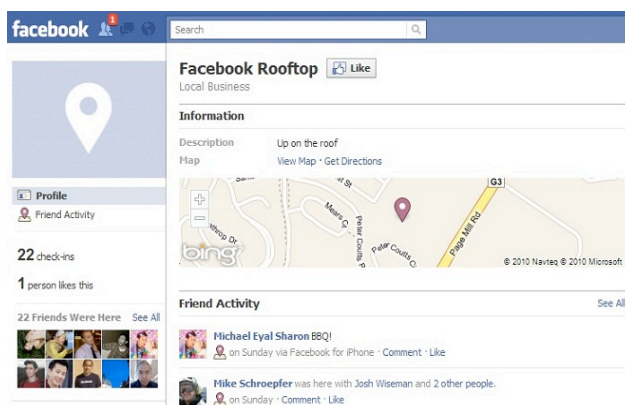 facebook 1 Search
Facebook Rooftop Like
Local Business
Information
Description Up on the roof
Map View Map · Get Directions
St
G3
Mears Ct
throp Dr
Peter Coutts
Peter Coutts C
Page Mill Rd
bing
© 2010 Navteq © 2010 Microsoft
Profile
Friend Activity
22 check-ins
1 person likes this
22 Friends Were Here See All
Friend Activity See All
Michael Eyal Sharon BBQ!
on Sunday via Facebook for iPhone · Comment · Like
Mike Schroepfer was here with Josh Wiseman and 2 other people.
on Sunday · Comment · Like